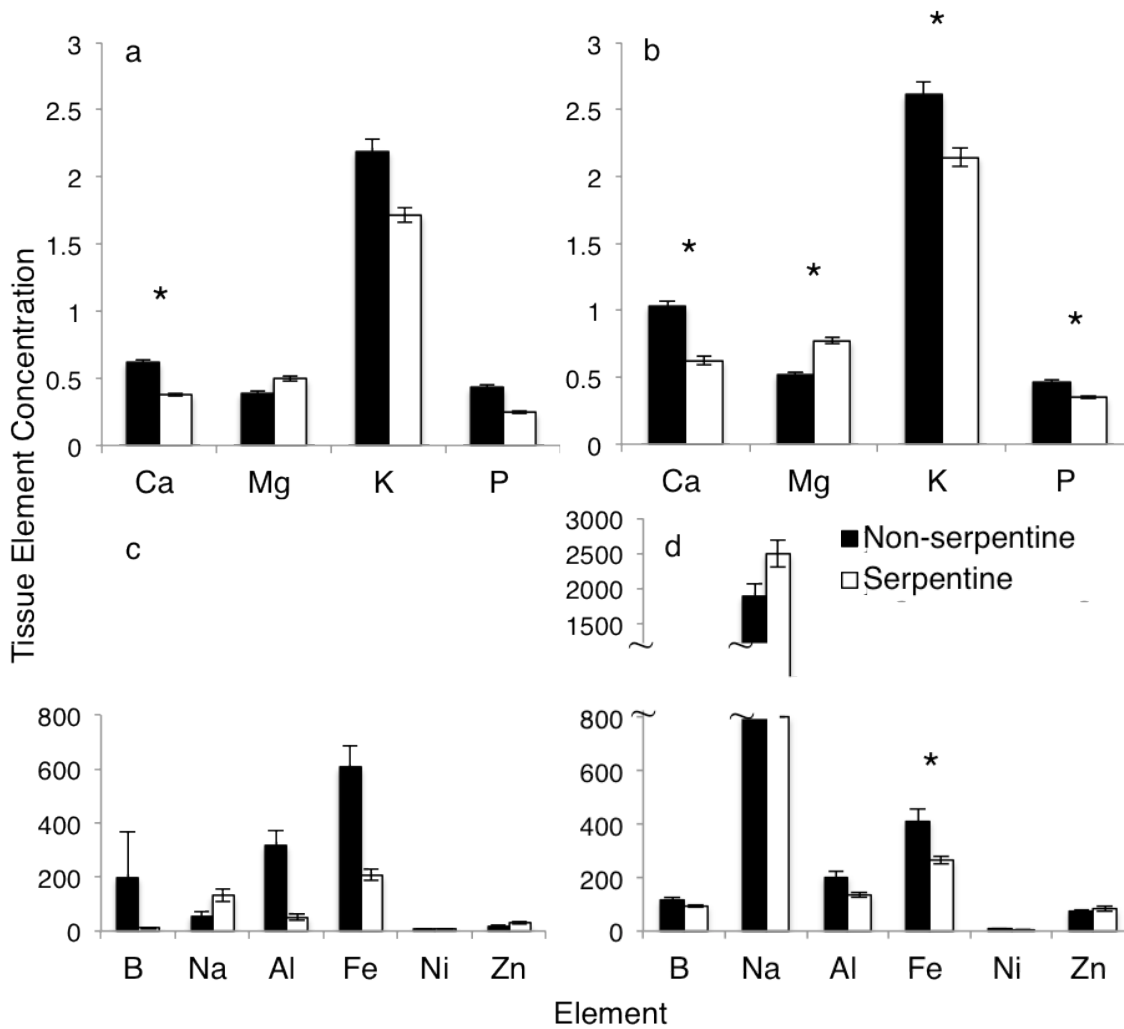 Tissue Element Concentration
a
3
2.5
2
1.5
1
0.5
0
*
Ca Mg K P
b
3
2.5
2
1.5
1
0.5
0
* * * *
Ca Mg K P
c
800
600
400
200
0
B Na Al Fe Ni Zn
d
3000
2500
2000
1500
~ ~
Non-serpentine
Serpentine
~ ~
800
600
400
200
0
*
B Na Al Fe Ni Zn
Element